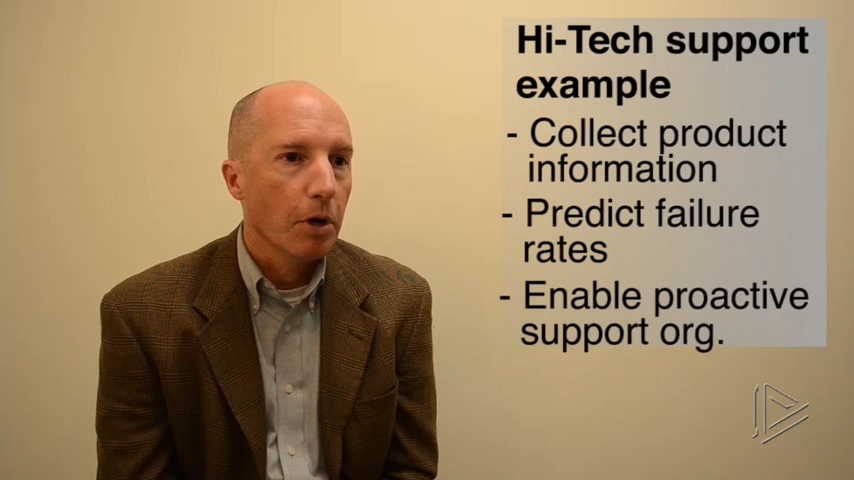 Hi-Tech support
example
- Collect product
information
- Predict failure
rates
- Enable proactive
support org.